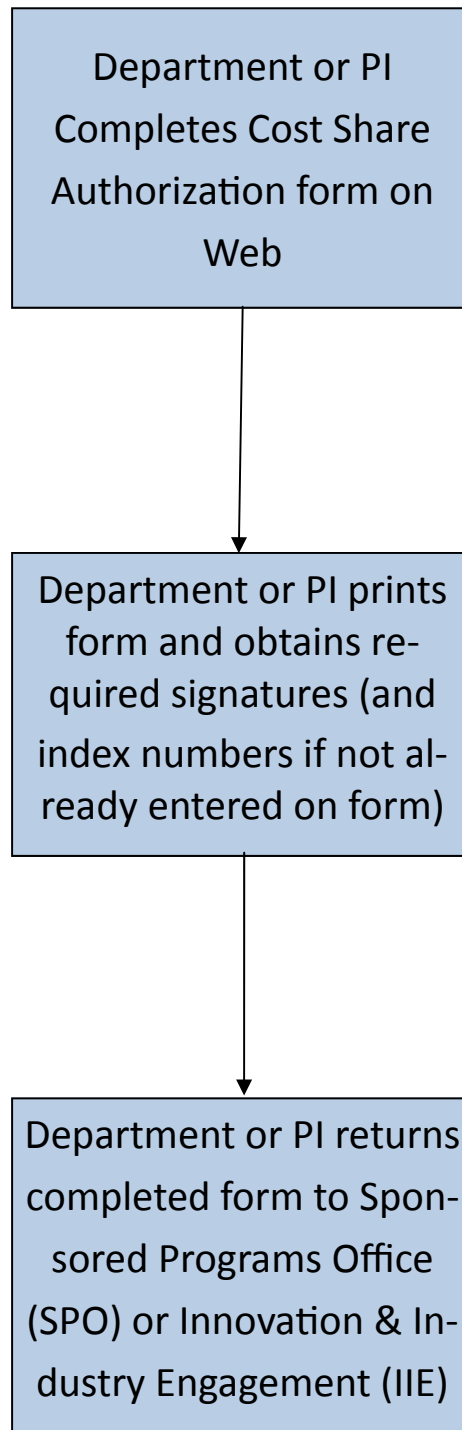 Department or PI
Completes Cost Share
Authorization form on
Web
Department or PI prints
form and obtains re-
quired signatures (and
index numbers if not al-
ready entered on form)
Department or PI returns
completed form to Spon-
sored Programs Office
(SPO) or Innovation & In-
dustry Engagement (IIE)